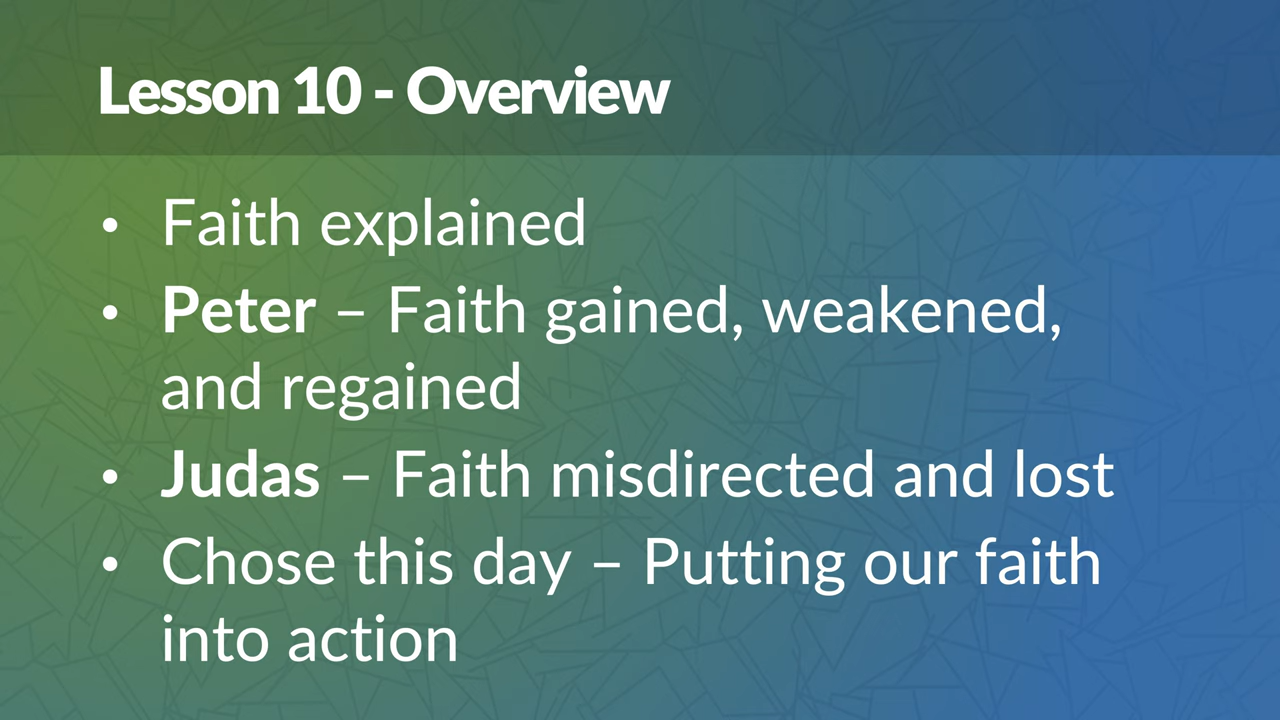 Lesson 10 - Overview
• Faith explained
• Peter – Faith gained, weakened,
and regained
• Judas – Faith misdirected and lost
• Chose this day – Putting our faith
into action